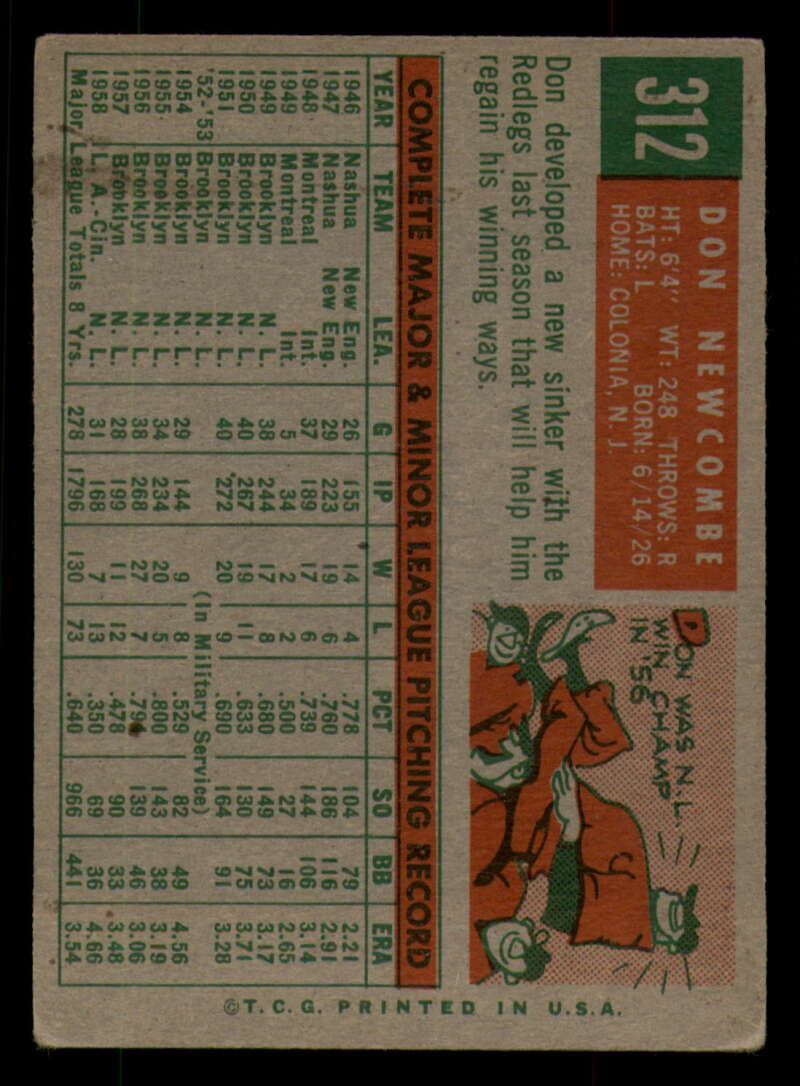 312
DON NEWCOMBE
HT: 6'4" WT: 248 THROWS: R
BATS: L BORN: 6/14/26
HOME: COLONIA, N. J.
Don developed a new sinker with the
Redlegs last season that will help him
regain his winning ways.
DON WAS N.L.
WIN CHAMP
IN '56
COMPLETE MAJOR & MINOR LEAGUE PITCHING RECORD
YEAR TEAM LEA. G IP W L PCT SO BB ERA
1946 Nashua New Eng. 26 155 14 4 .778 104 79 2.21
1947 Nashua New Eng. 29 223 19 6 .760 186 116 2.91
1948 Montreal Int. 37 189 17 6 .739 144 106 3.14
1949 Montreal Int. 5 34 2 2 .500 27 16 2.65
1949 Brooklyn N. L. 38 244 17 8 .680 149 73 3.17
1950 Brooklyn N. L. 40 267 19 11 .633 130 75 3.71
1951 Brooklyn N. L. 40 272 20 9 .690 164 91 3.28
'52-'53 Brooklyn N. L. (In Military Service)
1954 Brooklyn N. L. 29 144 9 8 .529 82 49 4.56
1955 Brooklyn N. L. 34 234 20 5 .800 143 38 3.19
1956 Brooklyn N. L. 38 268 27 7 .794 139 46 3.06
1957 Brooklyn N. L. 28 199 11 12 .478 90 33 3.48
1958 L. A.-Cin. N. L. 31 168 7 13 .350 69 36 4.66
Major League Totals 8 Yrs. 278 1796 130 73 .640 966 441 3.54
©T.C.G. PRINTED IN U.S.A.